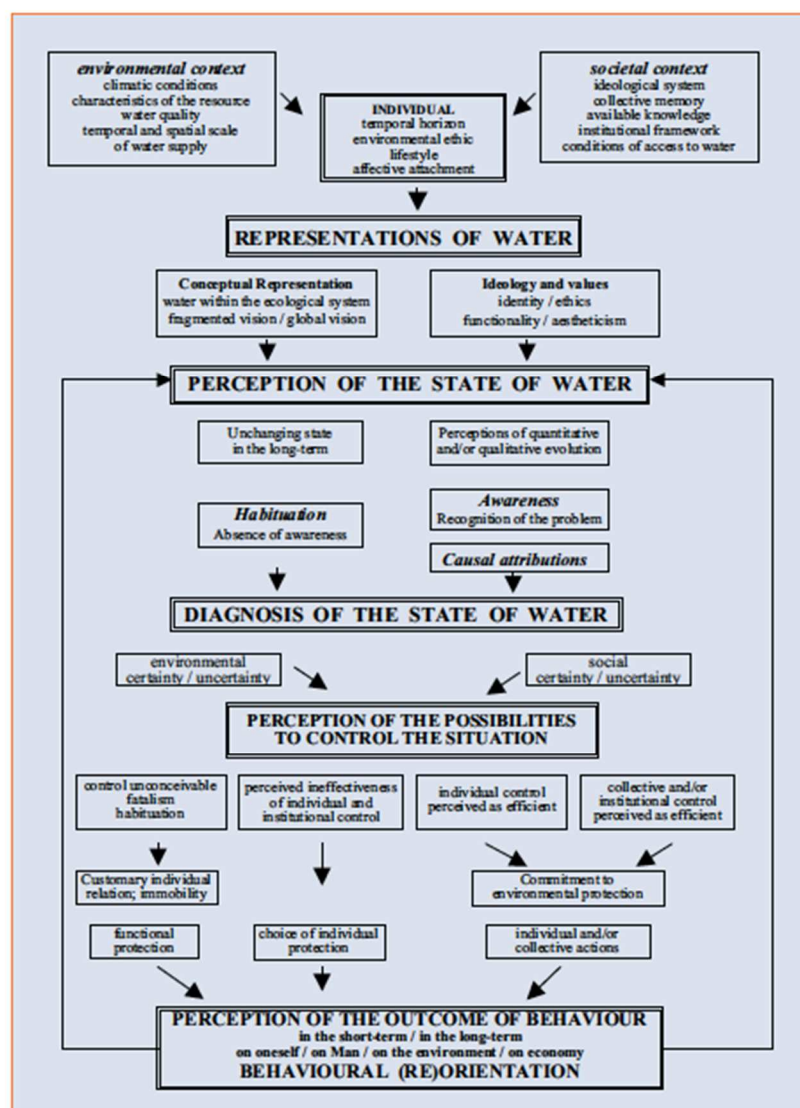 environmental context
climatic conditions
characteristics of the resource
water quality
temporal and spatial scale
of water supply
societal context
ideological system
collective memory
available knowledge
institutional framework
conditions of access to water
INDIVIDUAL
temporal horizon
environmental ethic
lifestyle
affective attachment
REPRESENTATIONS OF WATER
Conceptual Representation
water within the ecological system
fragmented vision / global vision
Ideology and values
identity / ethics
functionality / aestheticism
PERCEPTION OF THE STATE OF WATER
Unchanging state
in the long-term
Perceptions of quantitative
and/or qualitative evolution
Habituation
Absence of awareness
Awareness
Recognition of the problem
Causal attributions
DIAGNOSIS OF THE STATE OF WATER
environmental
certainty / uncertainty
social
certainty / uncertainty
PERCEPTION OF THE POSSIBILITIES
TO CONTROL THE SITUATION
control unconceivable
fatalism
habituation
perceived ineffectiveness
of individual and
institutional control
individual control
perceived as efficient
collective and/or
institutional control
perceived as efficient
Customary individual
relation; immobility
Commitment to
environmental protection
functional
protection
choice of individual
protection
individual and/or
collective actions
PERCEPTION OF THE OUTCOME OF BEHAVIOUR
in the short-term / in the long-term
on oneself / on Man / on the environment / on economy
BEHAVIOURAL (RE)ORIENTATION